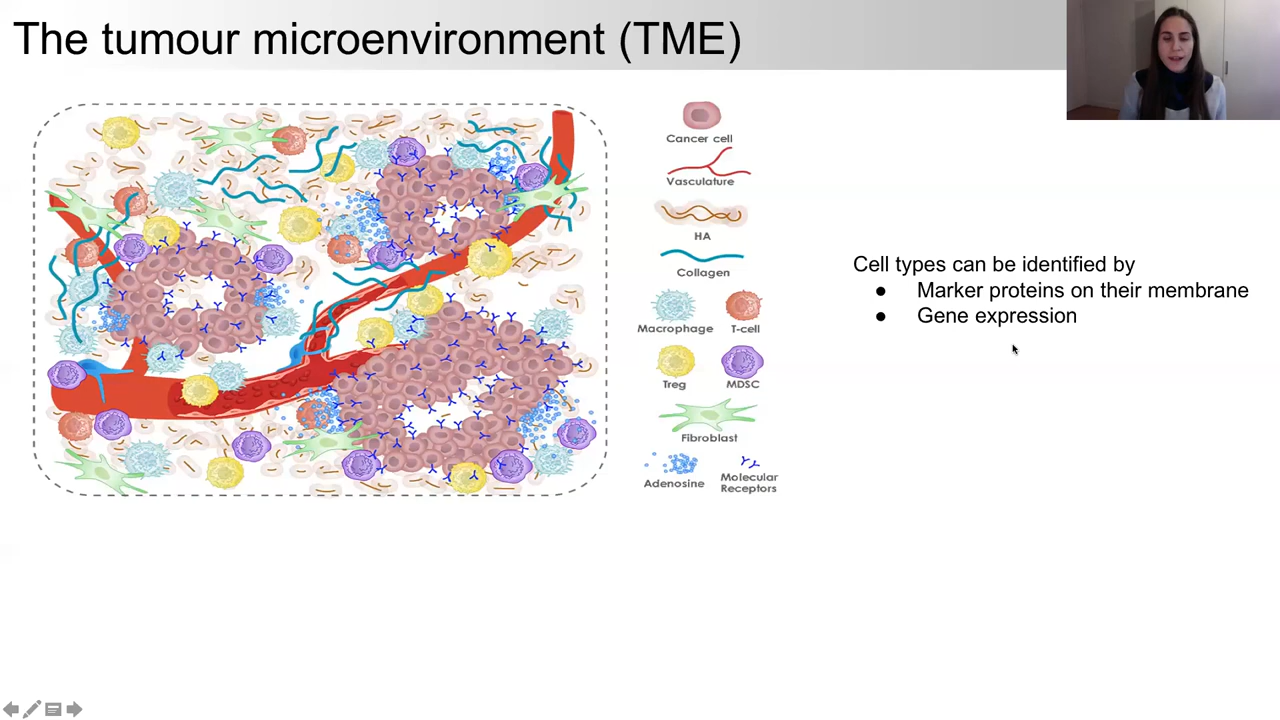 The tumour microenvironment (TME)
Cancer cell
Vasculature
HA
Collagen
Macrophage T-cell
Treg MDSC
Fibroblast
Adenosine Molecular
Receptors
Cell types can be identified by
● Marker proteins on their membrane
● Gene expression